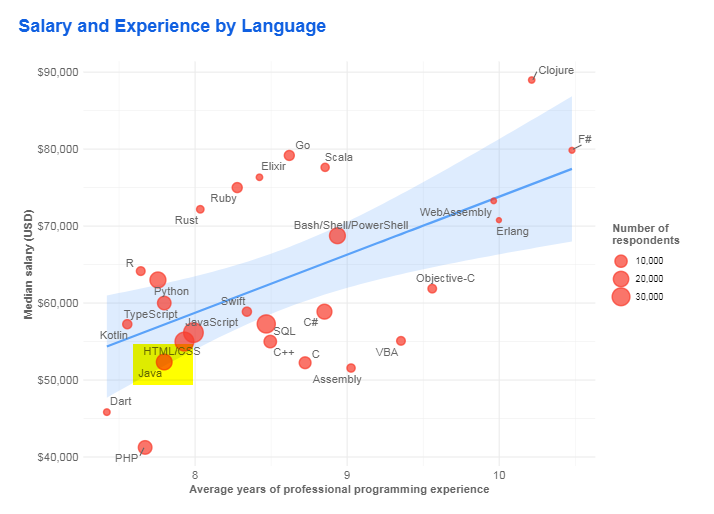 Salary and Experience by Language
$90,000
Clojure
$80,000
F#
Go
Scala
Elixir
Ruby
Rust
$70,000
WebAssembly
Erlang
Bash/Shell/PowerShell
R
Python
Objective-C
$60,000
TypeScript
Swift
Kotlin
JavaScript
SQL
C#
HTML/CSS
C++
C
VBA
Java
Assembly
$50,000
Dart
PHP
$40,000
8
9
10
Median salary (USD)
Average years of professional programming experience
Number of
respondents
10,000
20,000
30,000